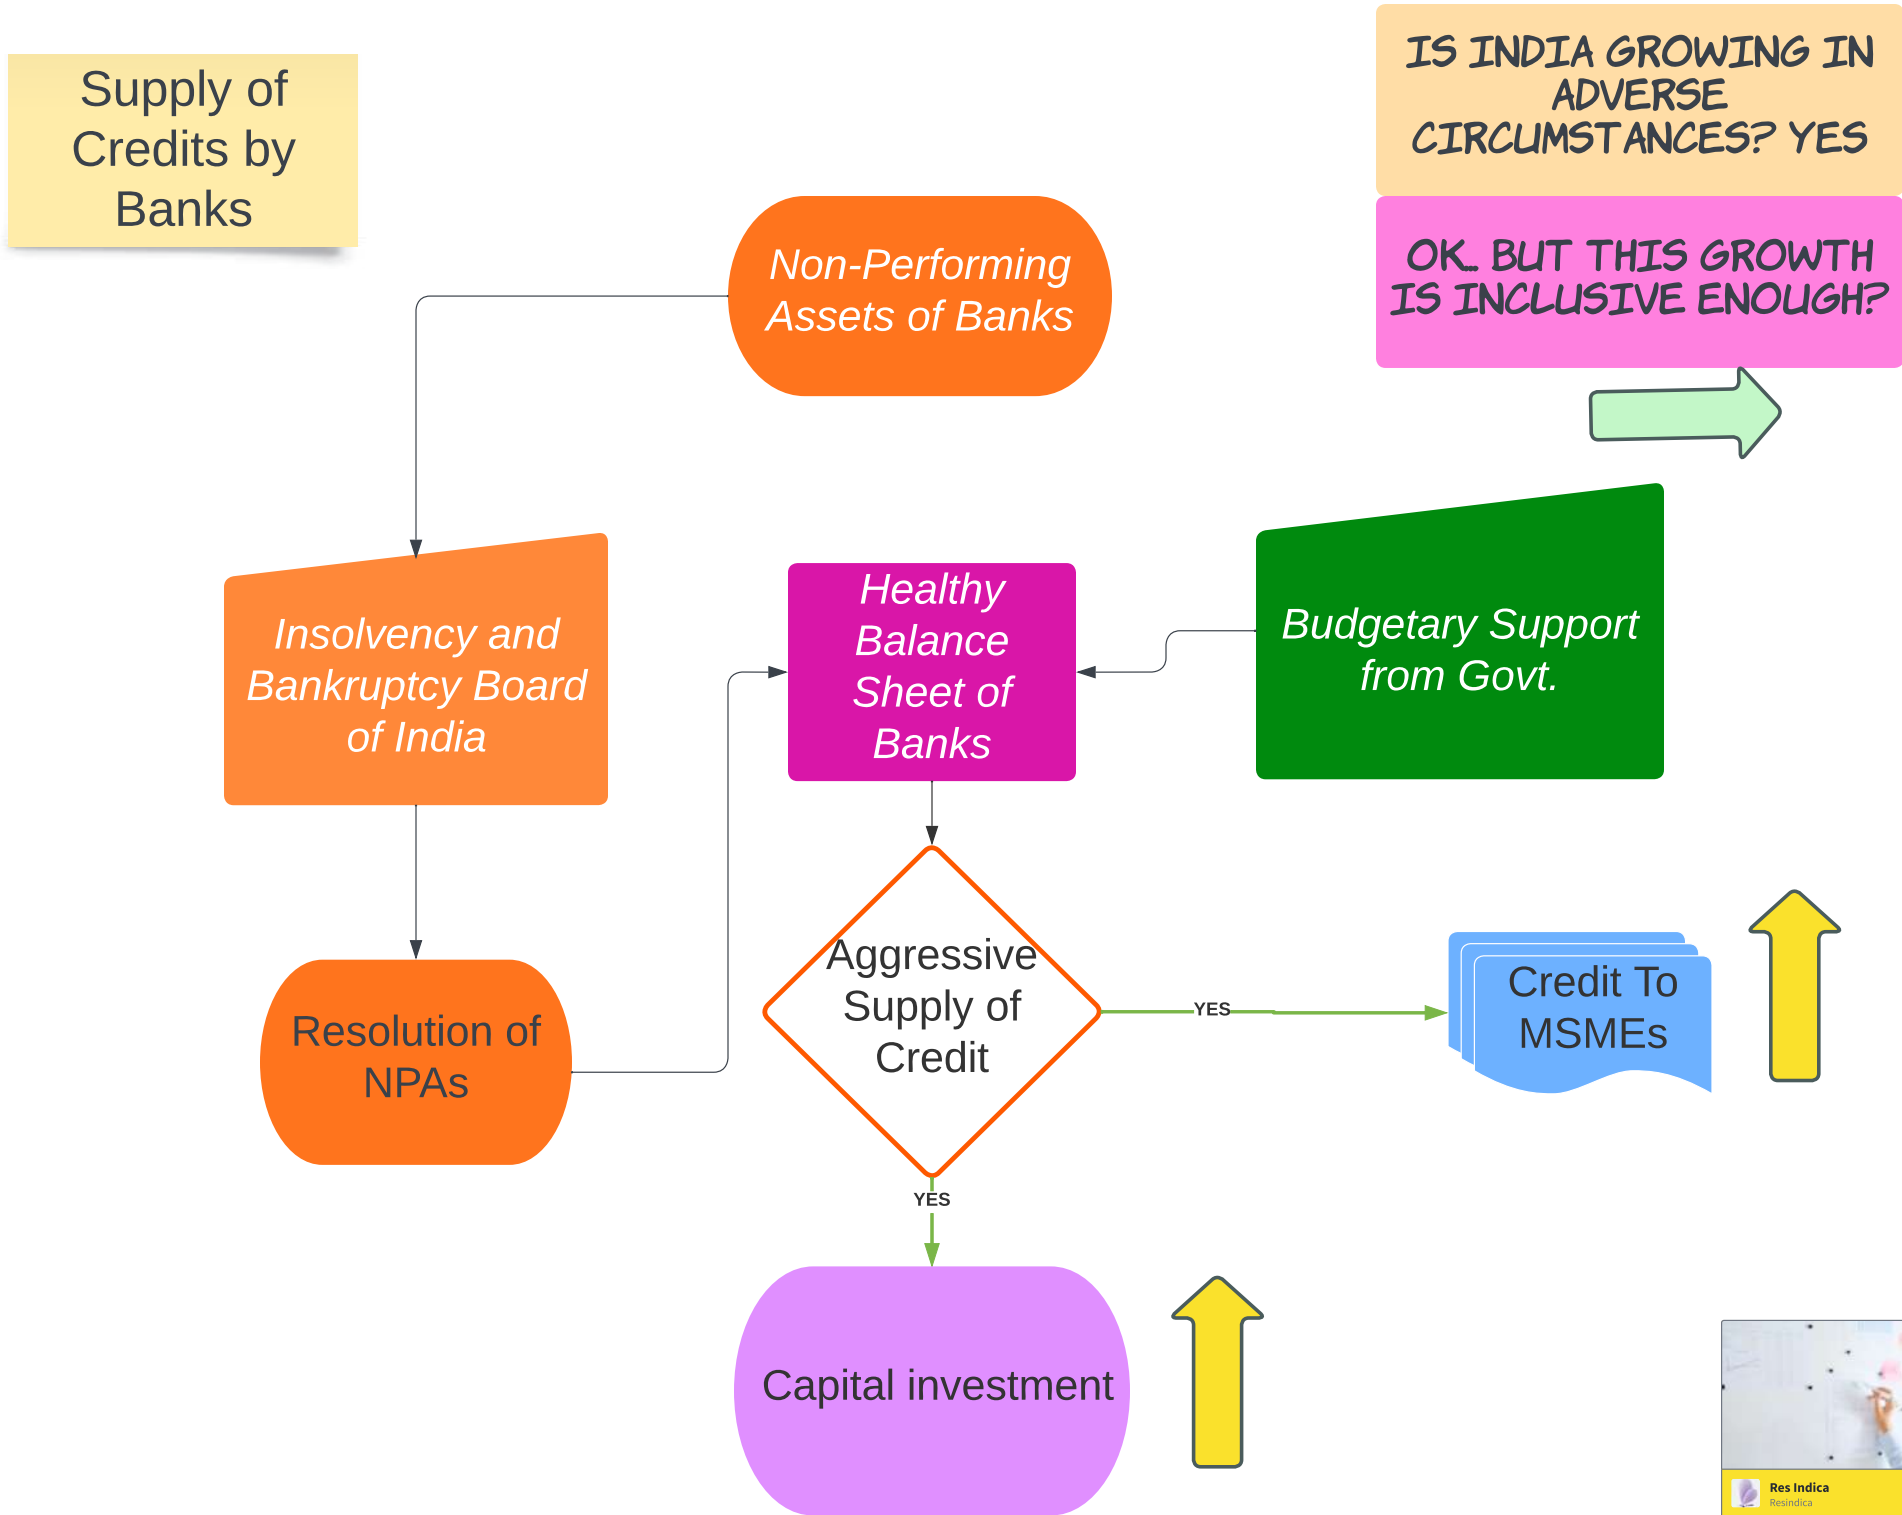 Supply of
Credits by
Banks
IS INDIA GROWING IN
ADVERSE
CIRCUMSTANCES? YES
OK... BUT THIS GROWTH
IS INCLUSIVE ENOUGH?
Non-Performing
Assets of Banks
Insolvency and
Bankruptcy Board
of India
Healthy
Balance
Sheet of
Banks
Budgetary Support
from Govt.
Resolution of
NPAs
Aggressive
Supply of
Credit
YES
Credit To
MSMEs
YES
Capital investment
Res Indica
Resindica